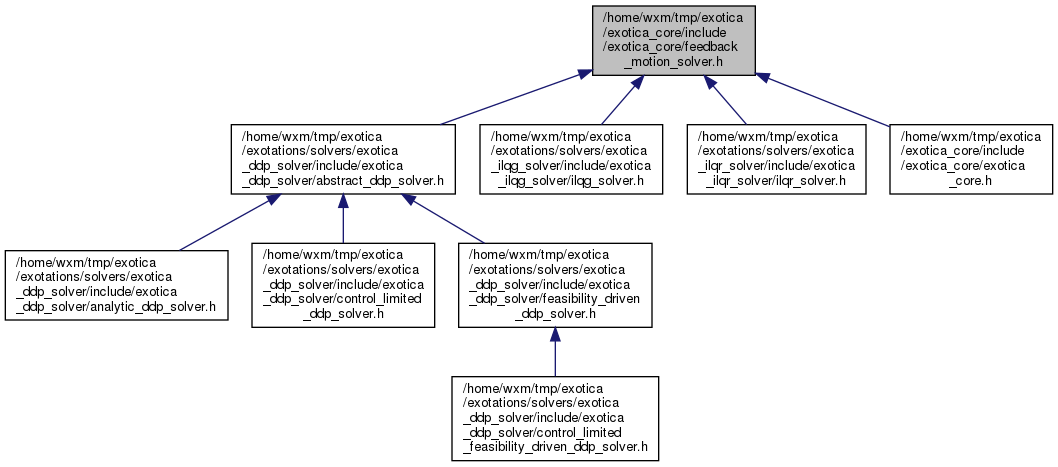 /home/wxm/tmp/exotica
/exotica_core/include
/exotica_core/feedback
_motion_solver.h
/home/wxm/tmp/exotica
/exotations/solvers/exotica
_ddp_solver/include/exotica
_ddp_solver/abstract_ddp_solver.h
/home/wxm/tmp/exotica
/exotations/solvers/exotica
_ilqg_solver/include/exotica
_ilqg_solver/ilqg_solver.h
/home/wxm/tmp/exotica
/exotations/solvers/exotica
_ilqr_solver/include/exotica
_ilqr_solver/ilqr_solver.h
/home/wxm/tmp/exotica
/exotica_core/include
/exotica_core/exotica
_core.h
/home/wxm/tmp/exotica
/exotations/solvers/exotica
_ddp_solver/include/exotica
_ddp_solver/analytic_ddp_solver.h
/home/wxm/tmp/exotica
/exotations/solvers/exotica
_ddp_solver/include/exotica
_ddp_solver/control_limited
_ddp_solver.h
/home/wxm/tmp/exotica
/exotations/solvers/exotica
_ddp_solver/include/exotica
_ddp_solver/feasibility_driven
_ddp_solver.h
/home/wxm/tmp/exotica
/exotations/solvers/exotica
_ddp_solver/include/exotica
_ddp_solver/control_limited
_feasibility_driven_ddp_solver.h